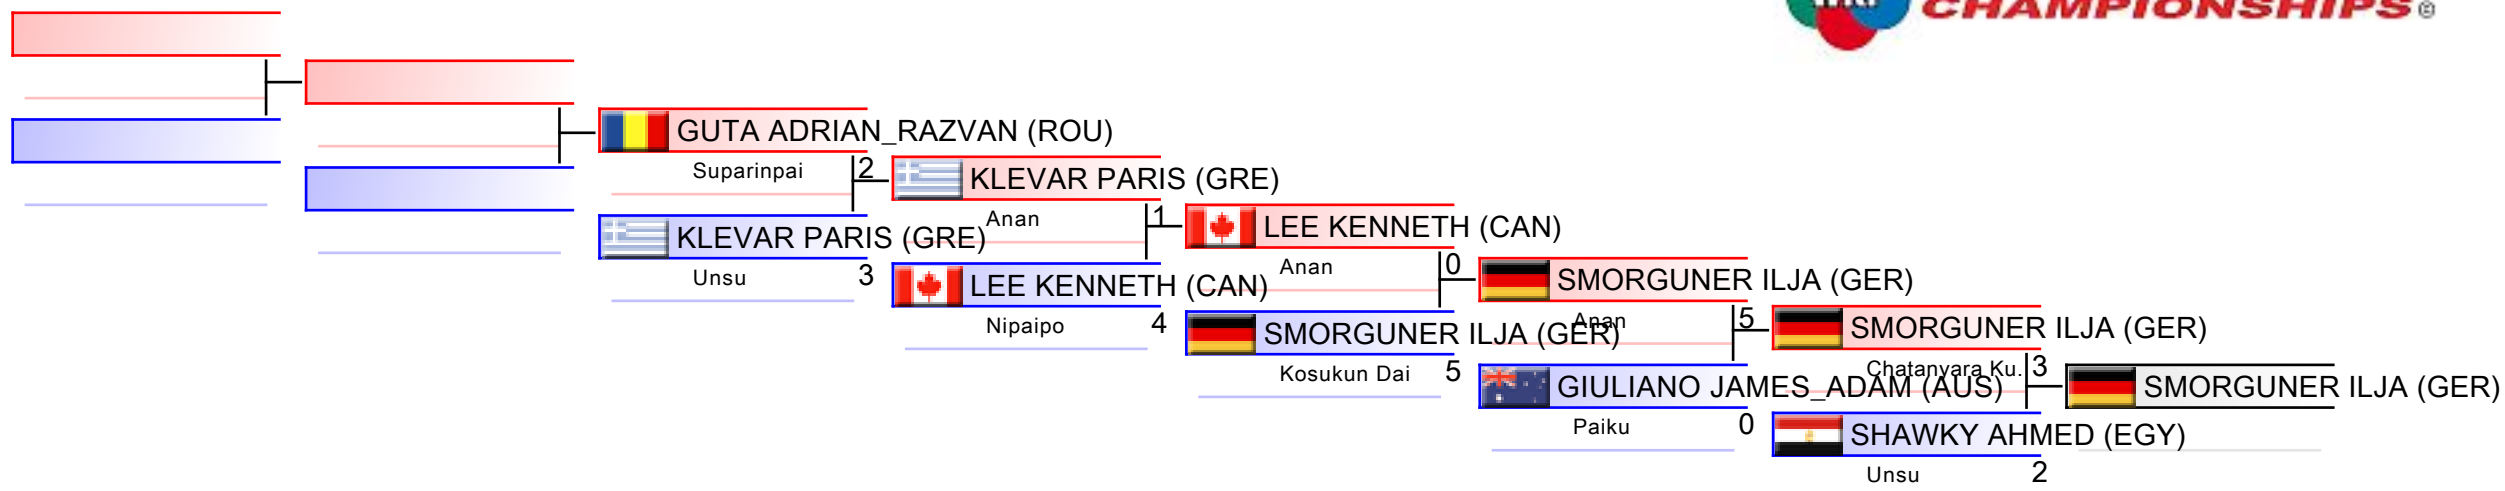 CHAMPIONSHIPS®
GUTA ADRIAN_RAZVAN (ROU)
Suparinpai 2
KLEVAR PARIS (GRE)
Unsu 3
KLEVAR PARIS (GRE)
Anan 1
LEE KENNETH (CAN)
Nipaipo 4
LEE KENNETH (CAN)
Anan 0
SMORGUNER ILJA (GER)
Kosukun Dai 5
SMORGUNER ILJA (GER)
Anan 5
GIULIANO JAMES_ADAM (AUS)
Paiku 0
SMORGUNER ILJA (GER)
Chatanyara Ku. 3
SHAWKY AHMED (EGY)
Unsu 2
SMORGUNER ILJA (GER)